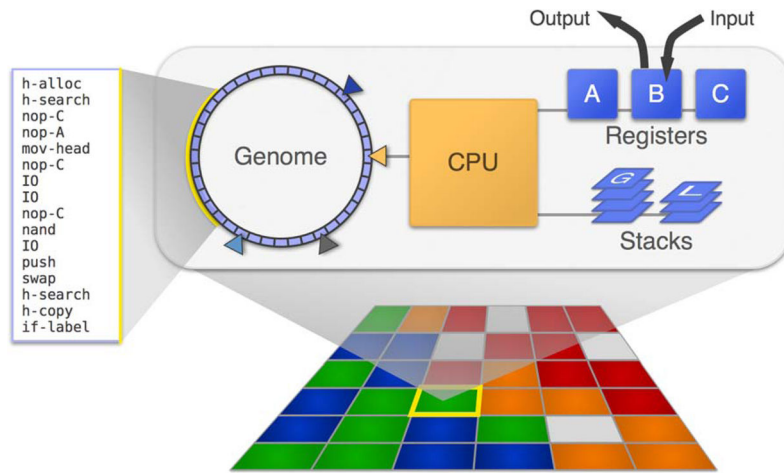 Output Input
h-alloc
h-search
nop-C
nop-A
mov-head
nop-C
IO
IO
nop-C
nand
IO
push
swap
h-search
h-copy
if-label
Genome
CPU
A B C
Registers
G L
Stacks